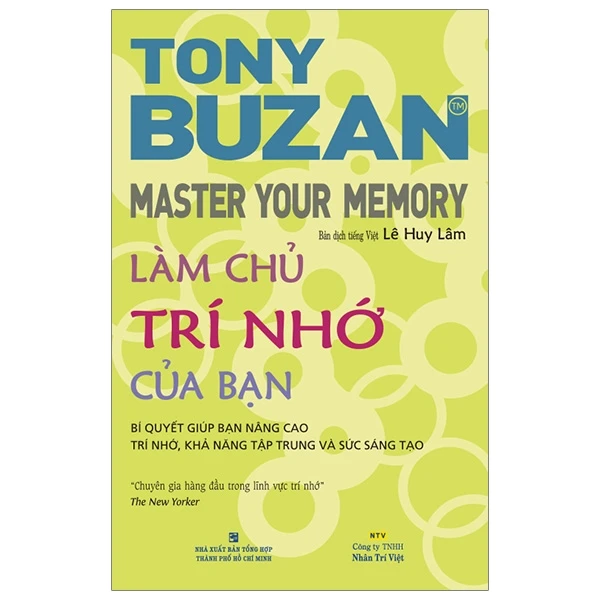 TONY
BUZAN™
MASTER YOUR MEMORY
Bản dịch tiếng Việt Lê Huy Lâm
LÀM CHỦ
TRÍ NHỚ
CỦA BẠN
BÍ QUYẾT GIÚP BẠN NÂNG CAO
TRÍ NHỚ, KHẢ NĂNG TẬP TRUNG VÀ SỨC SÁNG TẠO
“Chuyên gia hàng đầu trong lĩnh vực trí nhớ”
The New Yorker
NHÀ XUẤT BẢN TỔNG HỢP
THÀNH PHỐ HỒ CHÍ MINH
NTV
Công ty TNHH
Nhân Trí Việt